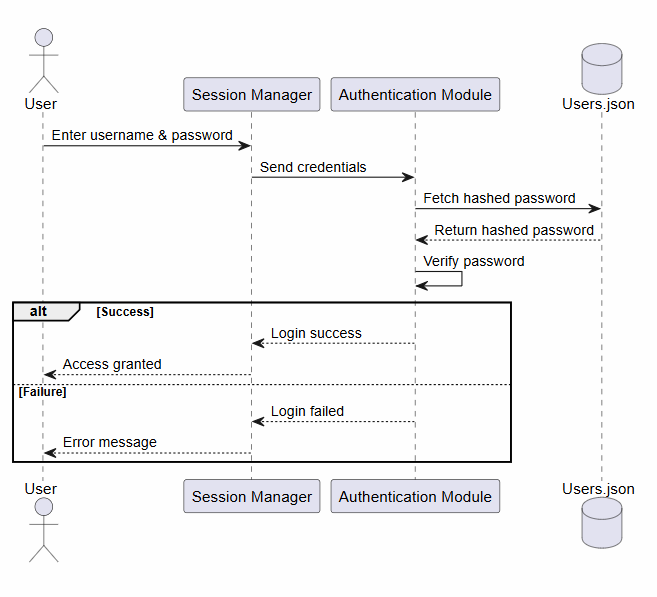 User
Session Manager
Authentication Module
Users.json
Enter username & password
Send credentials
Fetch hashed password
Return hashed password
Verify password
alt
[Success]
Login success
Access granted
[Failure]
Login failed
Error message
User
Session Manager
Authentication Module
Users.json